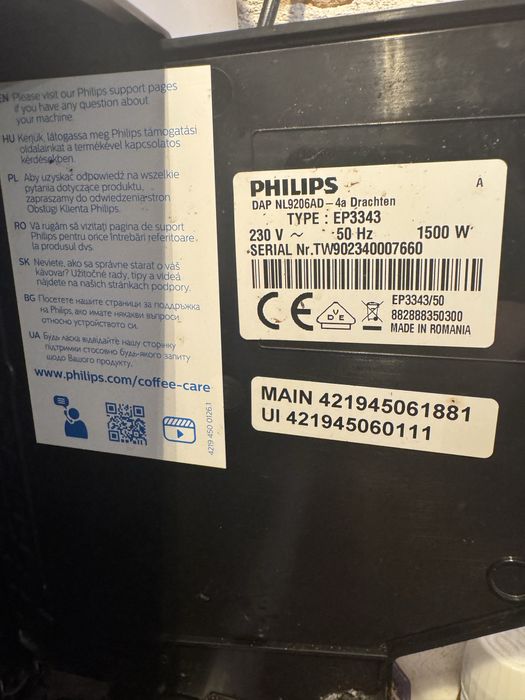 EN Please visit our Philips support pages
if you have any question about
your machine.
HU Kérjük, látogassa meg Philips támogatási
oldalainkat a termékével kapcsolatos
kérdésekben.
PL Aby uzyskać odpowiedź na wszelkie
pytania dotyczące produktu,
zapraszamy do odwiedzenia stron
Obsługi Klienta Philips.
RO Vă rugăm să vizitați pagina de suport
Philips pentru orice întrebări referitoare
la produsul dvs.
SK Neviete, ako sa správne starať o váš
kávovar? Užitočné rady, tipy a videá
nájdete na našich stránkach podpory.
BG Посетете нашите страници за поддръжка
на Philips, ако имате някакви въпроси
относно устройството си.
UA Будь ласка відвідайте нашу сторінку
підтримки стосовно будь-якого запиту
щодо Вашого продукту.
www.philips.com/coffee-care
4219 450 0126.1
PHILIPS A
DAP NL9206AD-4a Drachten
TYPE : EP3343
230 V ~ 50 Hz 1500 W
SERIAL Nr.TW902340007660
CE
VDE
EP3343/50
882888350300
MADE IN ROMANIA
MAIN 421945061881
UI 421945060111